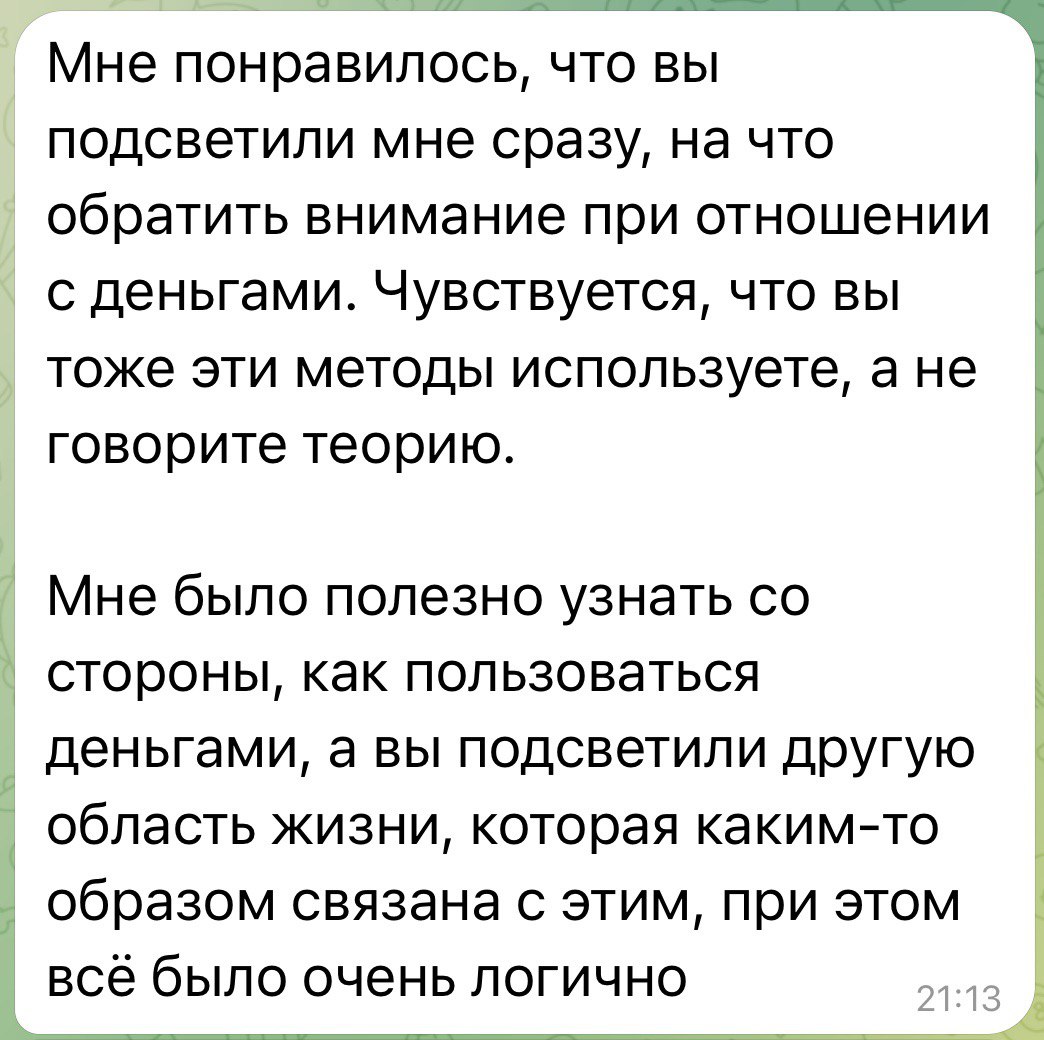 Мне понравилось, что вы
подсветили мне сразу, на что
обратить внимание при отношении
с деньгами. Чувствуется, что вы
тоже эти методы используете, а не
говорите теорию.
Мне было полезно узнать со
стороны, как пользоваться
деньгами, а вы подсветили другую
область жизни, которая каким-то
образом связана с этим, при этом
всё было очень логично
21:13